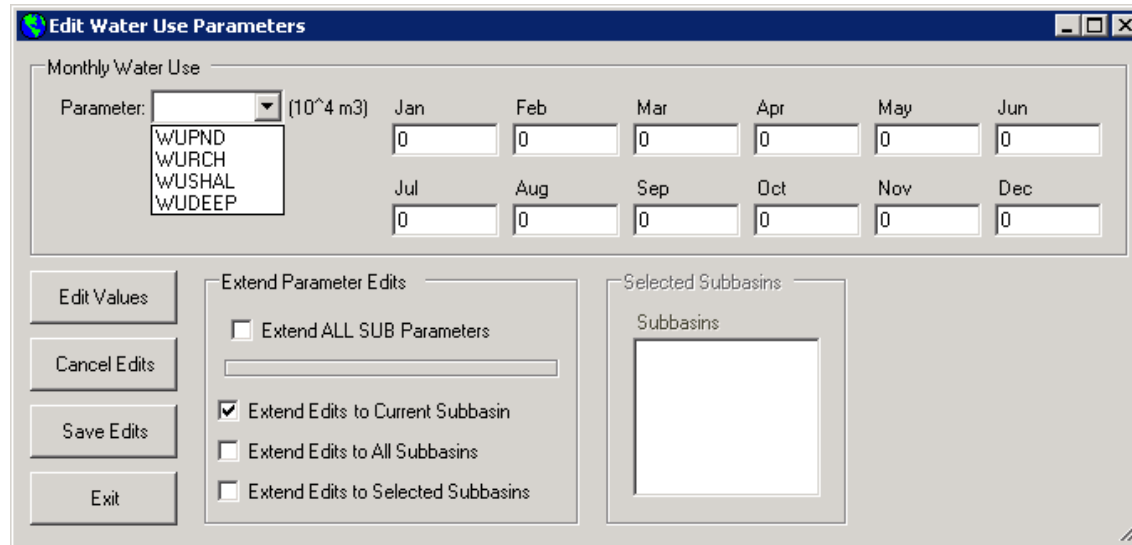 Edit Water Use Parameters
Monthly Water Use
Parameter: (10^4 m3) Jan Feb Mar Apr May Jun
WUPND 0 0 0 0 0 0
WURCH
WUSHAL
WUDEEP
Jul Aug Sep Oct Nov Dec
0 0 0 0 0 0
Edit Values
Cancel Edits
Save Edits
Exit
Extend Parameter Edits
Extend ALL SUB Parameters
Extend Edits to Current Subbasin
Extend Edits to All Subbasins
Extend Edits to Selected Subbasins
Selected Subbasins
Subbasins